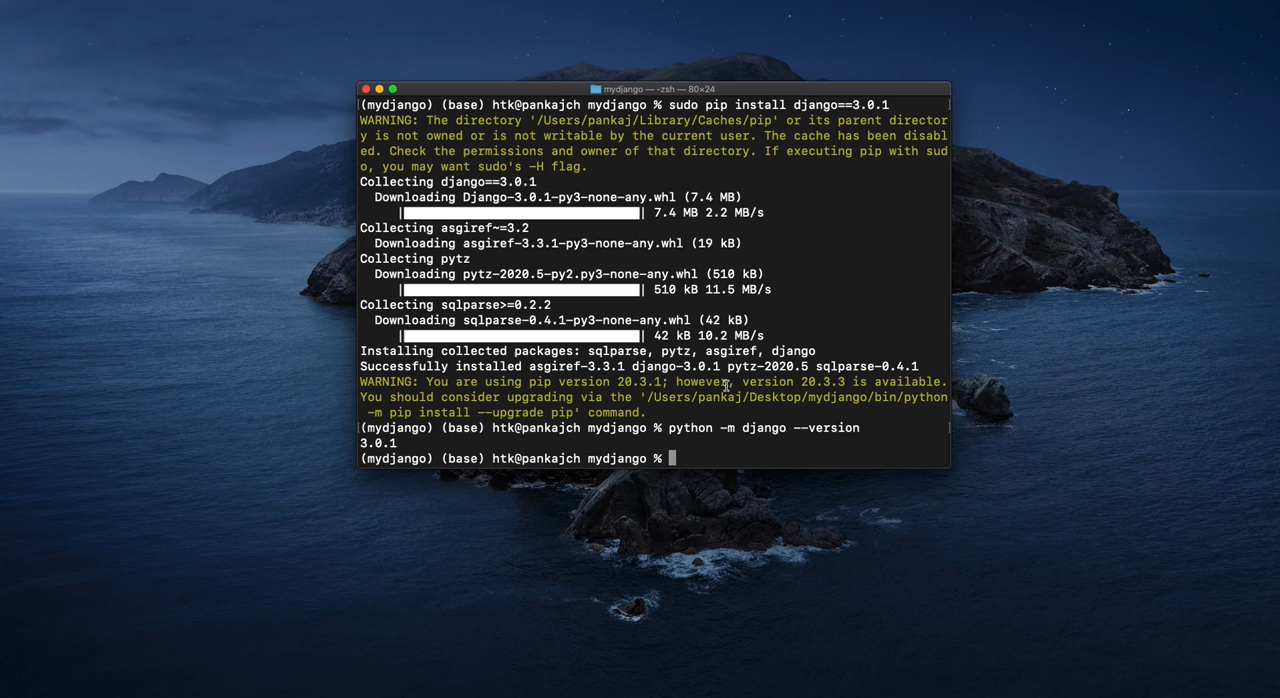 mydjango — -zsh — 80×24
(mydjango) (base) htk@pankajch mydjango % sudo pip install django==3.0.1
WARNING: The directory '/Users/pankaj/Library/Caches/pip' or its parent director
y is not owned or is not writable by the current user. The cache has been disabl
ed. Check the permissions and owner of that directory. If executing pip with sud
o, you may want sudo's -H flag.
Collecting django==3.0.1
  Downloading Django-3.0.1-py3-none-any.whl (7.4 MB)
     |████████████████████████████████| 7.4 MB 2.2 MB/s
Collecting asgiref~=3.2
  Downloading asgiref-3.3.1-py3-none-any.whl (19 kB)
Collecting pytz
  Downloading pytz-2020.5-py2.py3-none-any.whl (510 kB)
     |████████████████████████████████| 510 kB 11.5 MB/s
Collecting sqlparse>=0.2.2
  Downloading sqlparse-0.4.1-py3-none-any.whl (42 kB)
     |████████████████████████████████| 42 kB 10.2 MB/s
Installing collected packages: sqlparse, pytz, asgiref, django
Successfully installed asgiref-3.3.1 django-3.0.1 pytz-2020.5 sqlparse-0.4.1
WARNING: You are using pip version 20.3.1; however, version 20.3.3 is available.
You should consider upgrading via the '/Users/pankaj/Desktop/mydjango/bin/python
 -m pip install --upgrade pip' command.
(mydjango) (base) htk@pankajch mydjango % python -m django --version
3.0.1
(mydjango) (base) htk@pankajch mydjango %